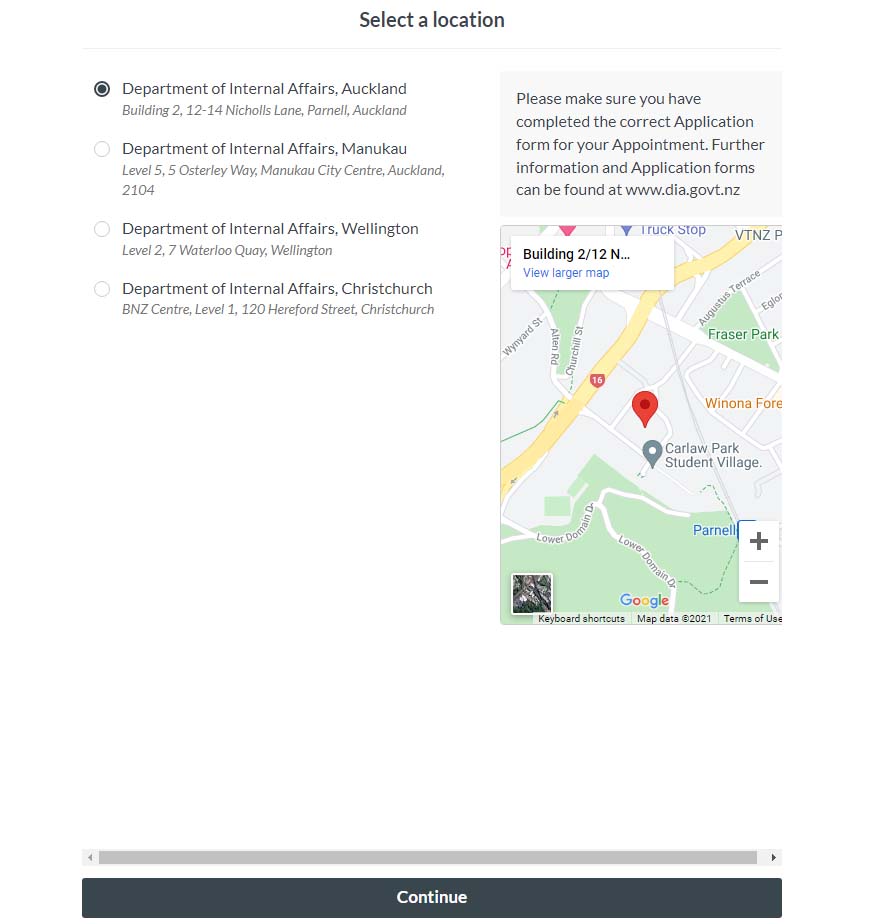 Select a location
Department of Internal Affairs, Auckland
Building 2, 12-14 Nicholls Lane, Parnell, Auckland
Department of Internal Affairs, Manukau
Level 5, 5 Osterley Way, Manukau City Centre, Auckland,
2104
Department of Internal Affairs, Wellington
Level 2, 7 Waterloo Quay, Wellington
Department of Internal Affairs, Christchurch
BNZ Centre, Level 1, 120 Hereford Street, Christchurch
Please make sure you have
completed the correct Application
form for your Appointment. Further
information and Application forms
can be found at www.dia.govt.nz
Truck Stop
VTNZ P
Building 2/12 N...
View larger map
Augustus Terrace
Eglo
Wynyard St
Alten Rd
Churchill St
Fraser Park
16
Winona Fore
Carlaw Park
Student Village.
Parnell
Lower Domain Dr
Lower Domain Dr
Google
Keyboard shortcuts
Map data ©2021
Terms of Use
Continue